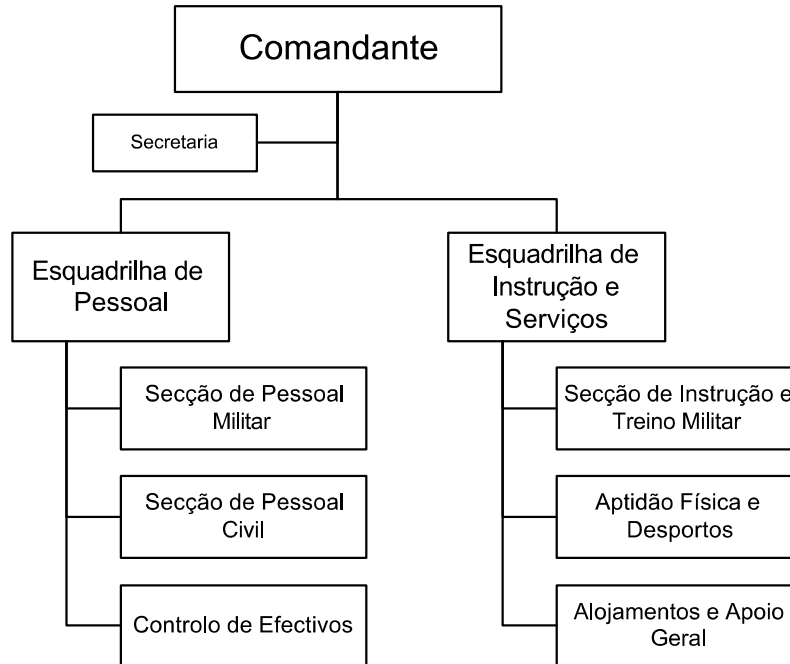 Comandante
Secretaria
Esquadrilha de
Pessoal
Esquadrilha de
Instrução e
Serviços
Secção de Pessoal
Militar
Secção de Pessoal
Civil
Controlo de Efectivos
Secção de Instrução e
Treino Militar
Aptidão Física e
Desportos
Alojamentos e Apoio
Geral